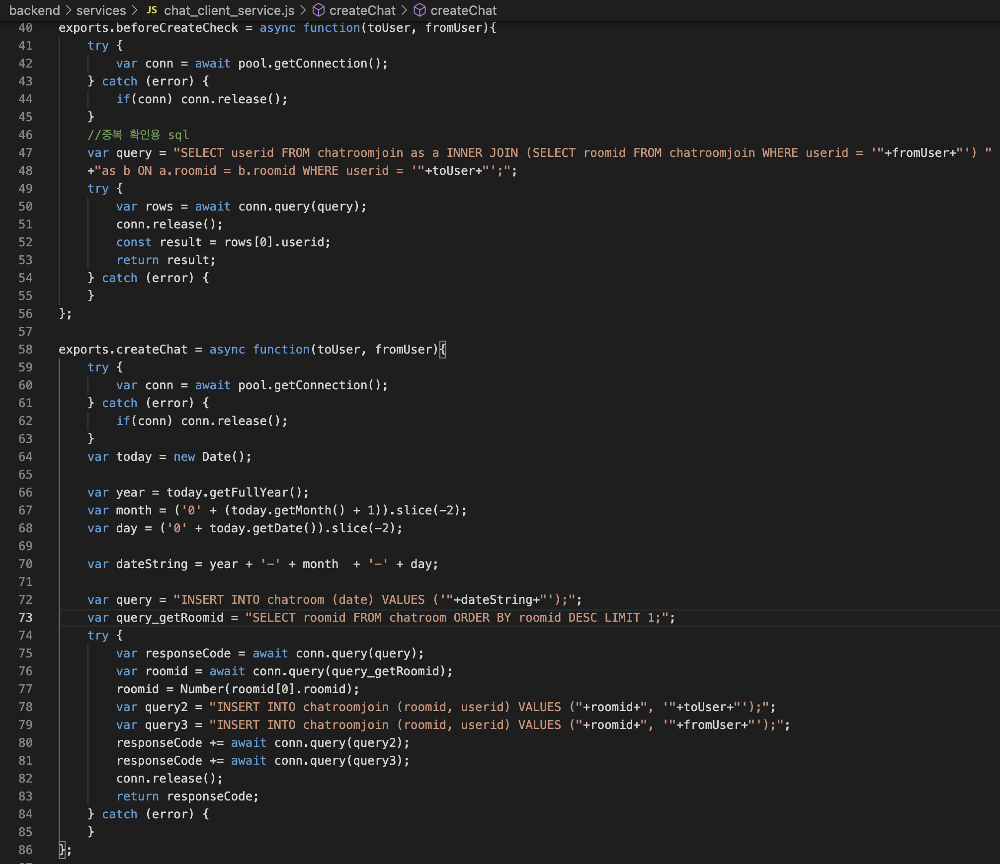 backend > services > JS chat_client_service.js > createChat > createChat
40 exports.beforeCreateCheck = async function(toUser, fromUser){
41     try {
42         var conn = await pool.getConnection();
43     } catch (error) {
44         if(conn) conn.release();
45     }
46     //중복 확인용 sql
47     var query = "SELECT userid FROM chatroomjoin as a INNER JOIN (SELECT roomid FROM chatroomjoin WHERE userid = '"+fromUser+"') "
48     +"as b ON a.roomid = b.roomid WHERE userid = '"+toUser+"';";
49     try {
50         var rows = await conn.query(query);
51         conn.release();
52         const result = rows[0].userid;
53         return result;
54     } catch (error) {
55     }
56 };
57
58 exports.createChat = async function(toUser, fromUser){
59     try {
60         var conn = await pool.getConnection();
61     } catch (error) {
62         if(conn) conn.release();
63     }
64     var today = new Date();
65
66     var year = today.getFullYear();
67     var month = ('0' + (today.getMonth() + 1)).slice(-2);
68     var day = ('0' + today.getDate()).slice(-2);
69
70     var dateString = year + '-' + month  + '-' + day;
71
72     var query = "INSERT INTO chatroom (date) VALUES ('"+dateString+"');";
73     var query_getRoomid = "SELECT roomid FROM chatroom ORDER BY roomid DESC LIMIT 1;";
74     try {
75         var responseCode = await conn.query(query);
76         var roomid = await conn.query(query_getRoomid);
77         roomid = Number(roomid[0].roomid);
78         var query2 = "INSERT INTO chatroomjoin (roomid, userid) VALUES ("+roomid+", '"+toUser+"');";
79         var query3 = "INSERT INTO chatroomjoin (roomid, userid) VALUES ("+roomid+", '"+fromUser+"');";
80         responseCode += await conn.query(query2);
81         responseCode += await conn.query(query3);
82         conn.release();
83         return responseCode;
84     } catch (error) {
85     }
86 };